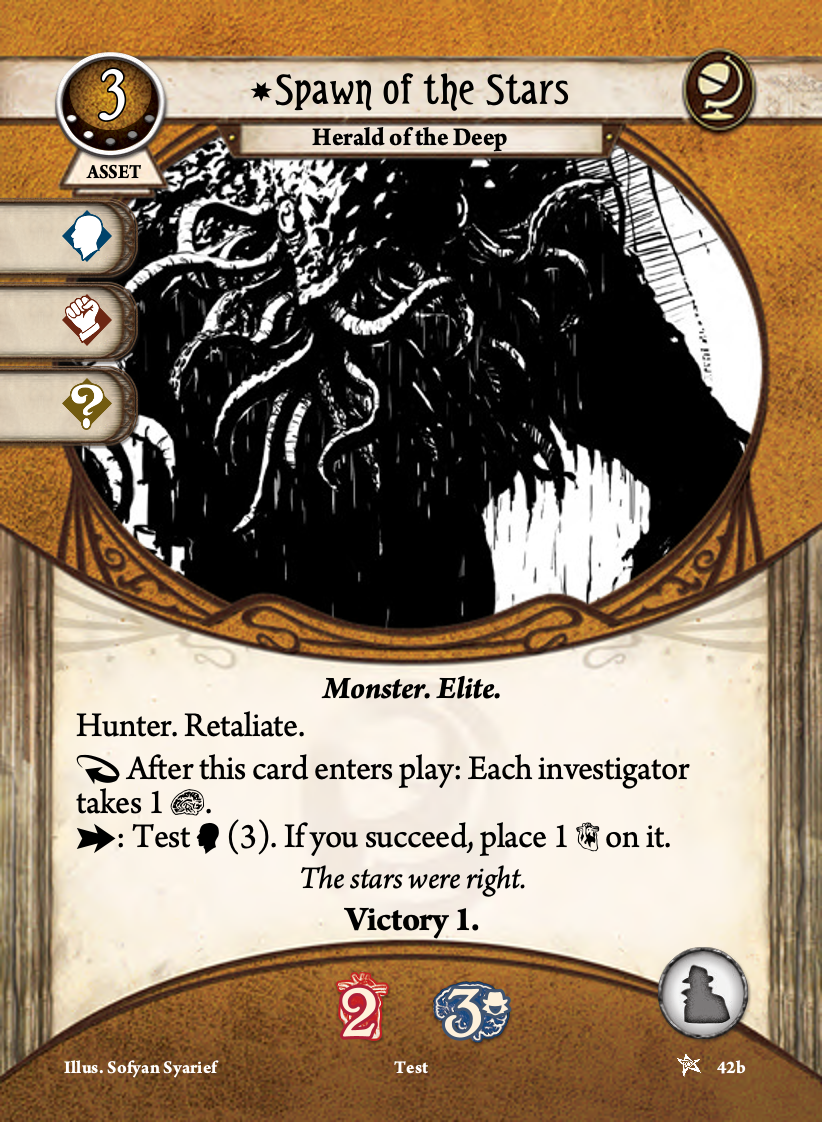 3
Spawn of the Stars
Herald of the Deep
ASSET
?
Monster. Elite.
Hunter. Retaliate.
After this card enters play: Each investigator
takes 1 .
: Test (3). If you succeed, place 1 on it.
The stars were right.
Victory 1.
2 3
Illus. Sofyan Syarief Test 42b